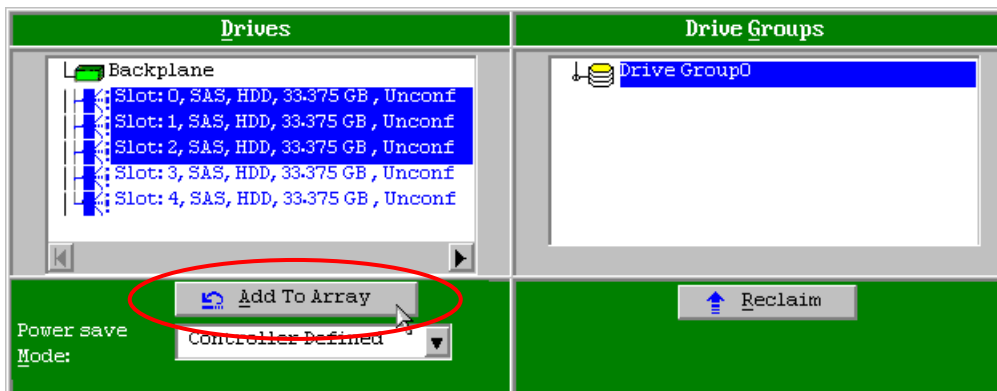 Drives
Drive Groups
Backplane
Slot: 0, SAS, HDD, 33.375 GB , Unconf
Slot: 1, SAS, HDD, 33.375 GB , Unconf
Slot: 2, SAS, HDD, 33.375 GB , Unconf
Slot: 3, SAS, HDD, 33.375 GB , Unconf
Slot: 4, SAS, HDD, 33.375 GB , Unconf
Drive Group0
Add To Array
Reclaim
Power save
Mode:
Controller Defined